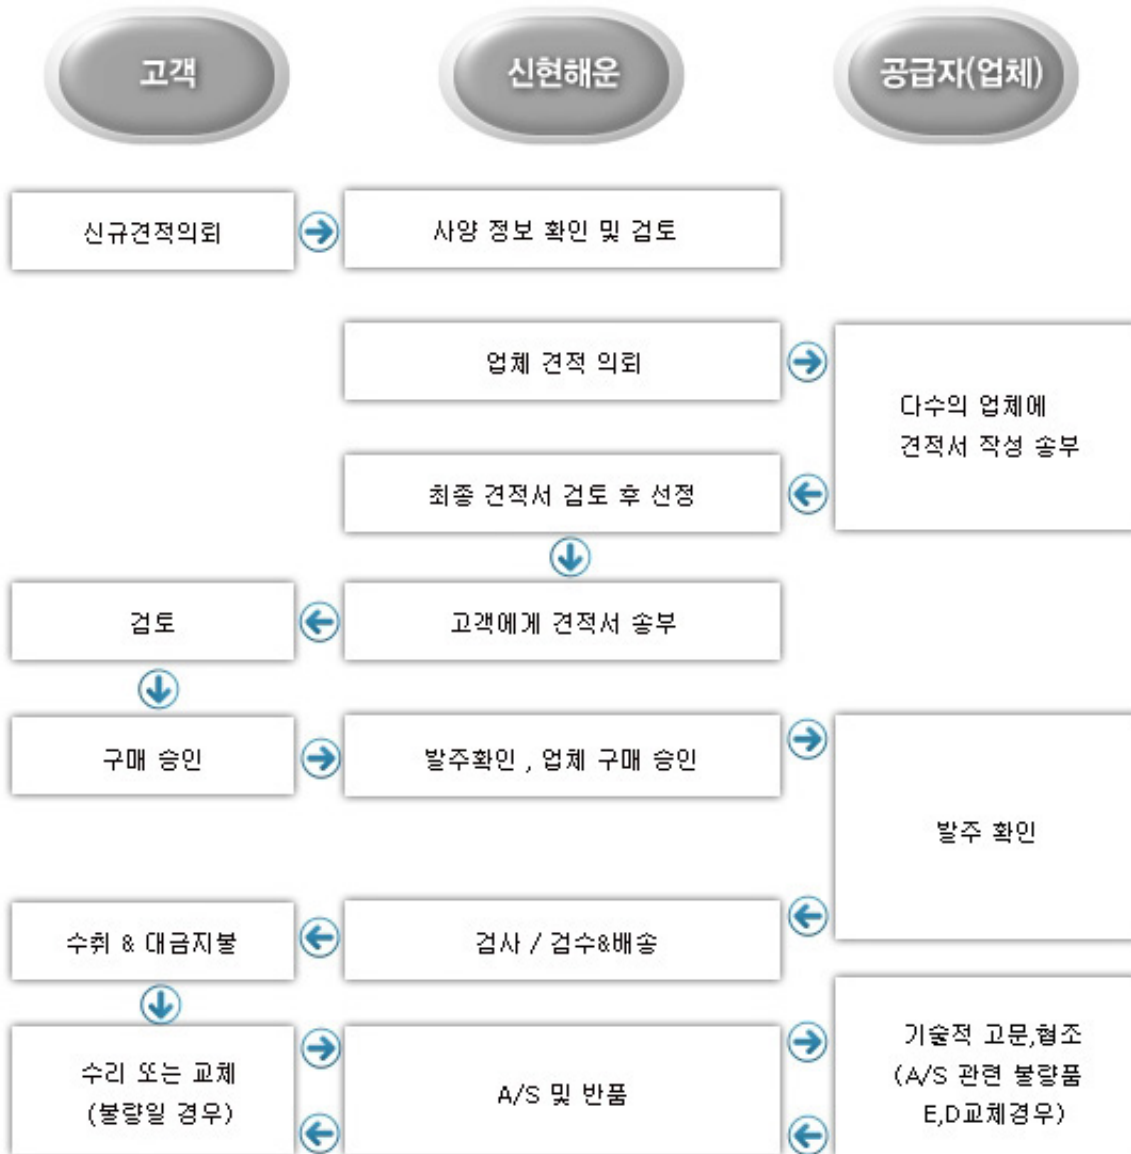 고객
신현해운
공급자(업체)
신규견적의뢰
사양 정보 확인 및 검토
업체 견적 의뢰
다수의 업체에
견적서 작성 송부
최종 견적서 검토 후 선정
검토
고객에게 견적서 송부
구매 승인
발주확인 , 업체 구매 승인
발주 확인
수취 & 대금지불
검사 / 검수&배송
수리 또는 교체
(불량일 경우)
A/S 및 반품
기술적 고문,협조
(A/S 관련 불량품
E,D교체경우)